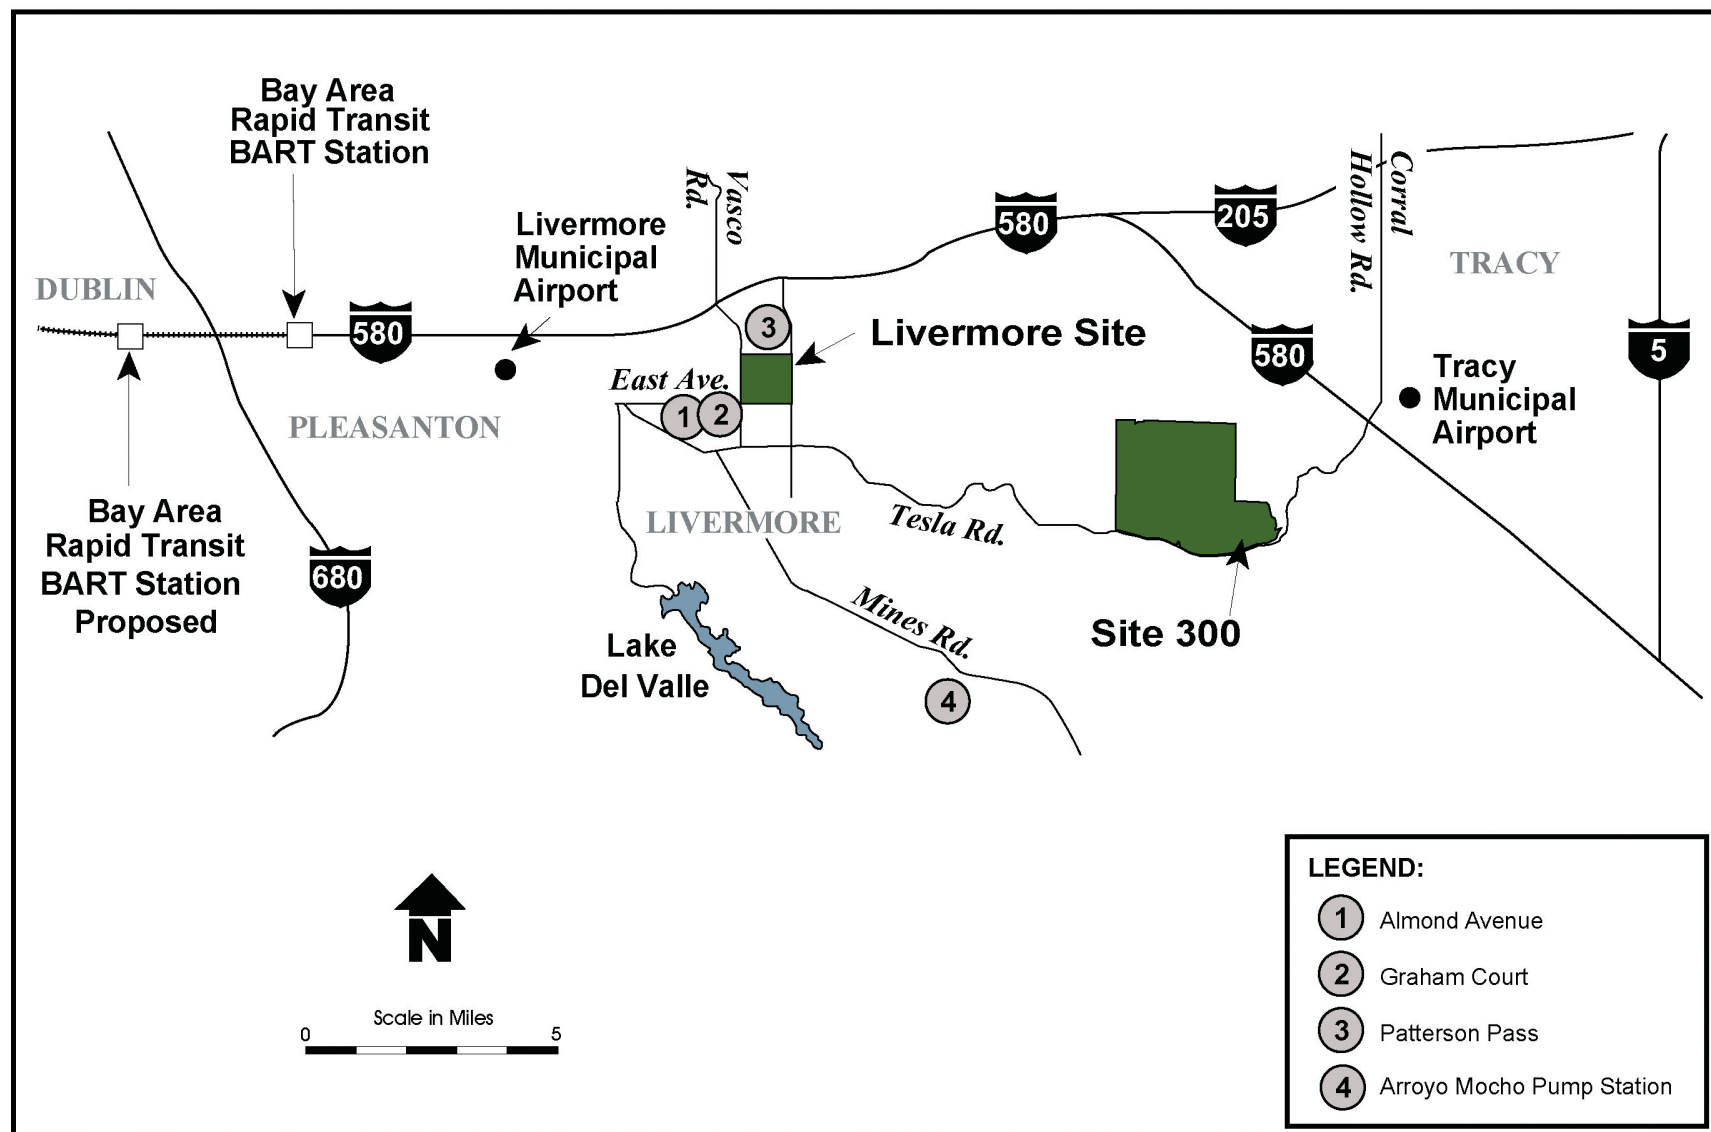 Bay Area
Rapid Transit
BART Station
Vasco
Rd.
Corral
Hollow Rd.
Livermore
Municipal
Airport
580
205
TRACY
DUBLIN
580
3
Livermore Site
580
5
Tracy
Municipal
Airport
East Ave.
1
2
PLEASANTON
Bay Area
Rapid Transit
BART Station
Proposed
LIVERMORE
Tesla Rd.
680
Mines Rd.
Site 300
Lake
Del Valle
4
N
Scale in Miles
0 5
LEGEND:
1 Almond Avenue
2 Graham Court
3 Patterson Pass
4 Arroyo Mocho Pump Station